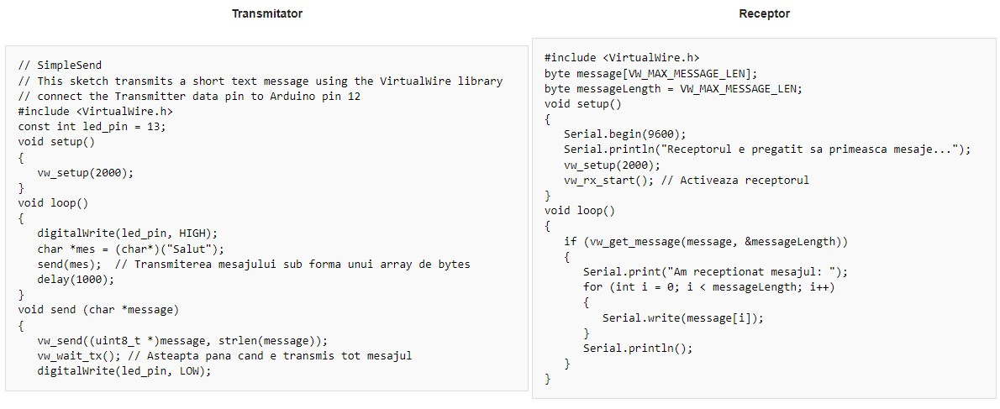 Transmitator
// SimpleSend
// This sketch transmits a short text message using the VirtualWire library
// connect the Transmitter data pin to Arduino pin 12
#include <VirtualWire.h>
const int led_pin = 13;
void setup()
{
   vw_setup(2000);
}
void loop()
{
   digitalWrite(led_pin, HIGH);
   char *mes = (char*)("Salut");
   send(mes);  // Transmiterea mesajului sub forma unui array de bytes
   delay(1000);
}
void send (char *message)
{
   vw_send((uint8_t *)message, strlen(message));
   vw_wait_tx(); // Asteapta pana cand e transmis tot mesajul
   digitalWrite(led_pin, LOW);
Receptor
#include <VirtualWire.h>
byte message[VW_MAX_MESSAGE_LEN];
byte messageLength = VW_MAX_MESSAGE_LEN;
void setup()
{
   Serial.begin(9600);
   Serial.println("Receptorul e pregatit sa primeasca mesaje...");
   vw_setup(2000);
   vw_rx_start(); // Activeaza receptorul
}
void loop()
{
   if (vw_get_message(message, &messageLength))
   {
      Serial.print("Am receptionat mesajul: ");
      for (int i = 0; i < messageLength; i++)
      {
         Serial.write(message[i]);
      }
      Serial.println();
   }
}